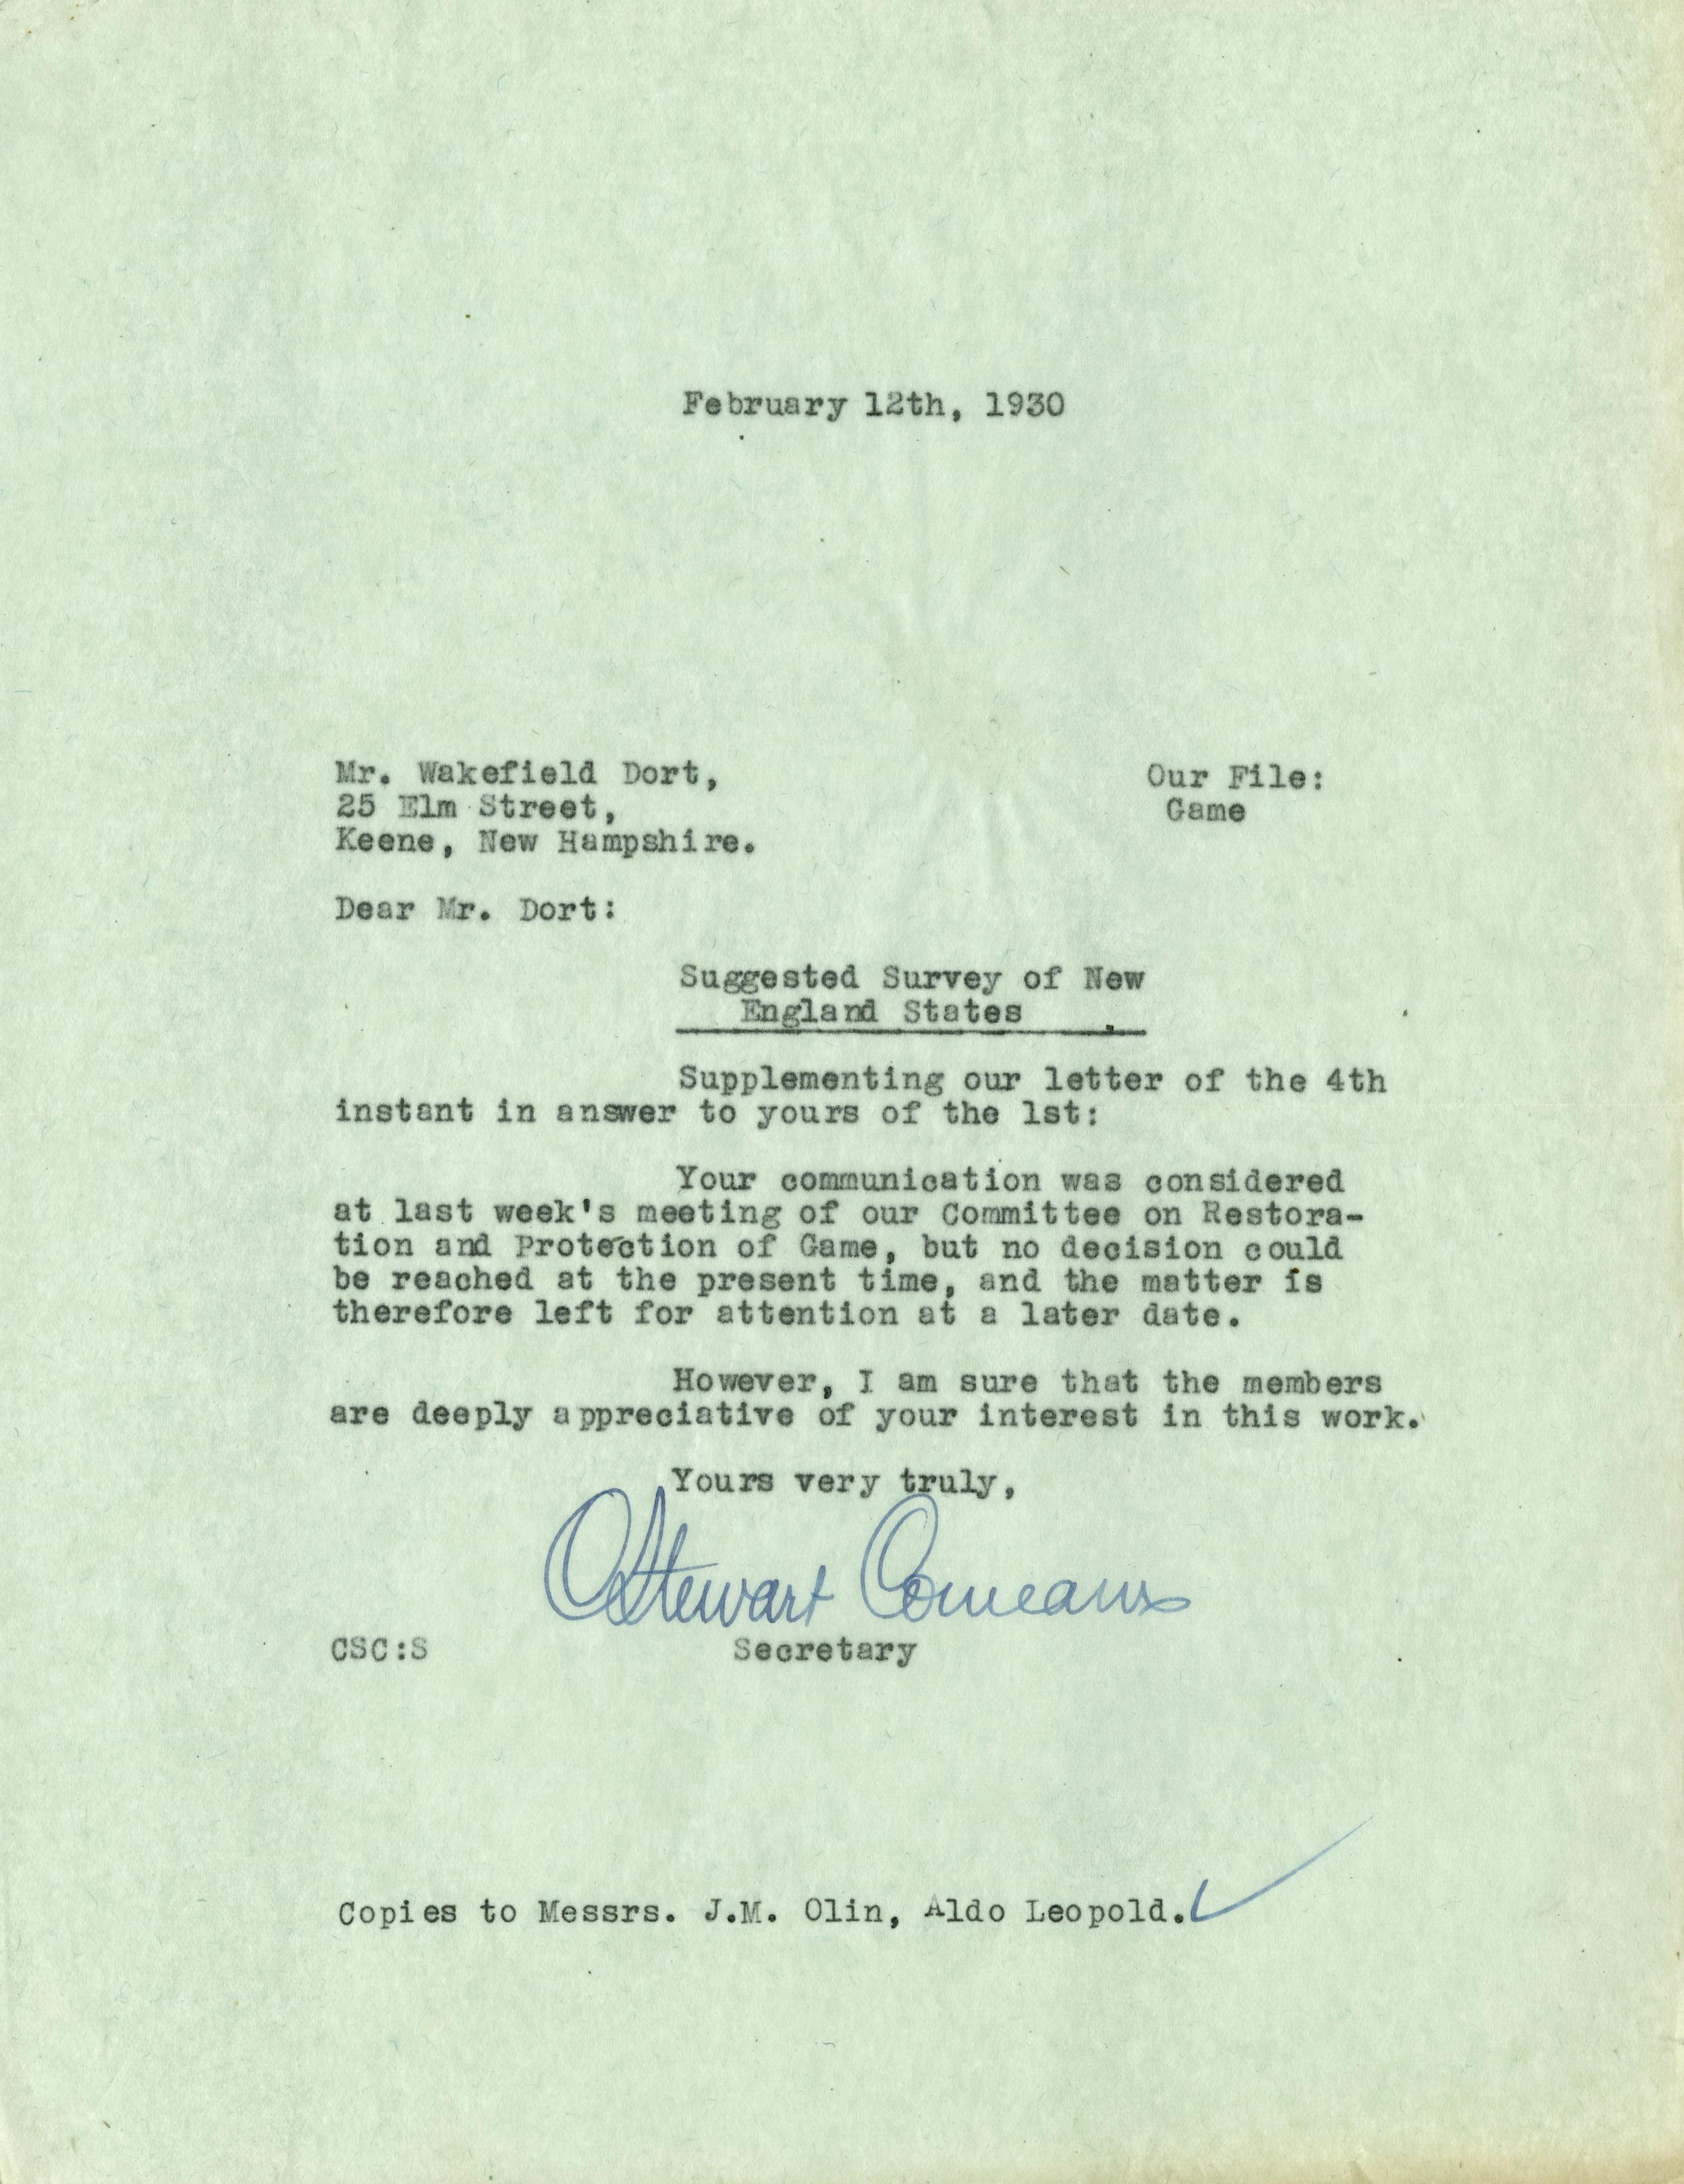 February 12th, 1930
Mr. Wakefield Dort,
25 Elm Street,
Keene, New Hampshire.
Our File:
Game
Dear Mr. Dort:
Suggested Survey of New
England States
Supplementing our letter of the 4th
instant in answer to yours of the 1st:
Your communication was considered
at last week's meeting of our Committee on Restora-
tion and Protection of Game, but no decision could
be reached at the present time, and the matter is
therefore left for attention at a later date.
However, I am sure that the members
are deeply appreciative of your interest in this work.
Yours very truly,
C Stewart Comeaux
CSC:S
Secretary
Copies to Messrs. J.M. Olin, Aldo Leopold.